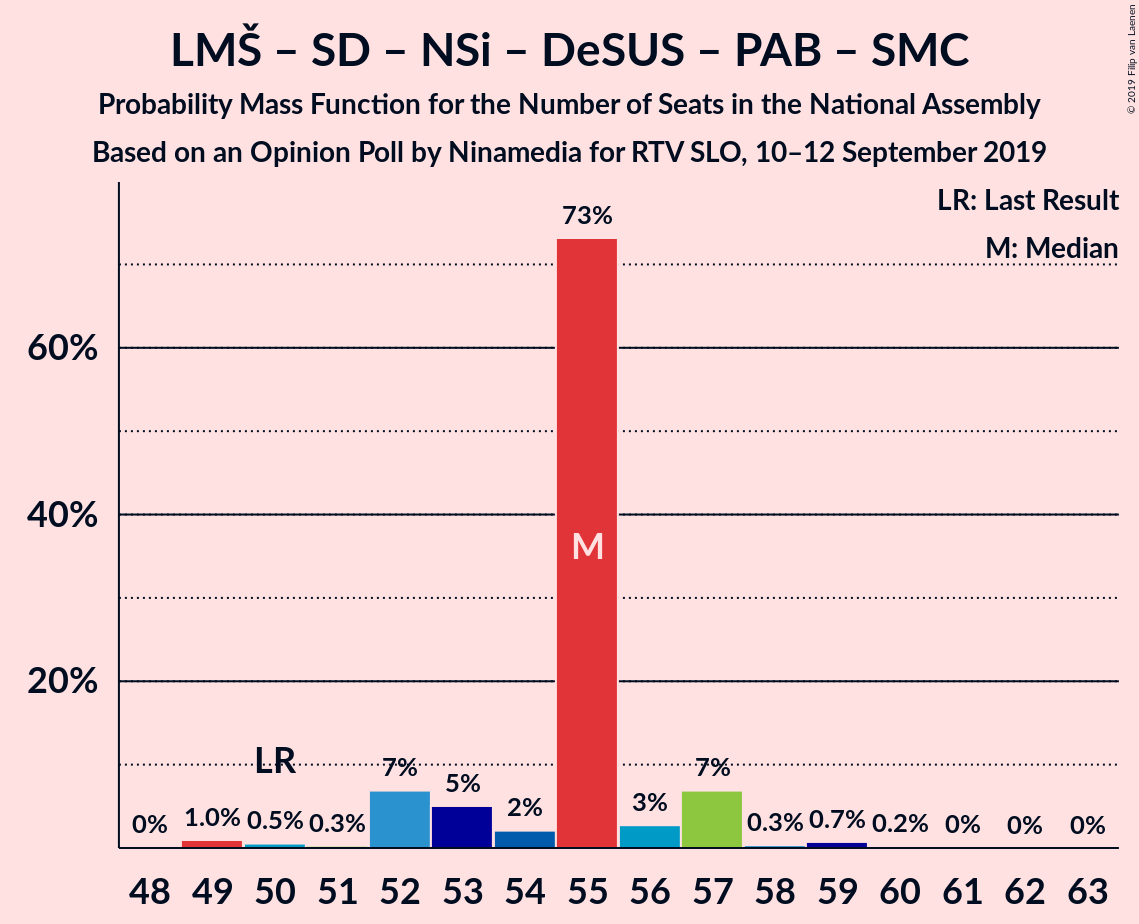 LMŠ – SD – NSi – DeSUS – PAB – SMC
Probability Mass Function for the Number of Seats in the National Assembly
Based on an Opinion Poll by Ninamedia for RTV SLO, 10–12 September 2019
© 2019 Filip van Laenen
LR: Last Result
M: Median
60%
40%
20%
0%
1.0%
0.5%
0.3%
7%
5%
2%
73%
3%
7%
0.3%
0.7%
0.2%
0%
0%
0%
LR
M
48 49 50 51 52 53 54 55 56 57 58 59 60 61 62 63